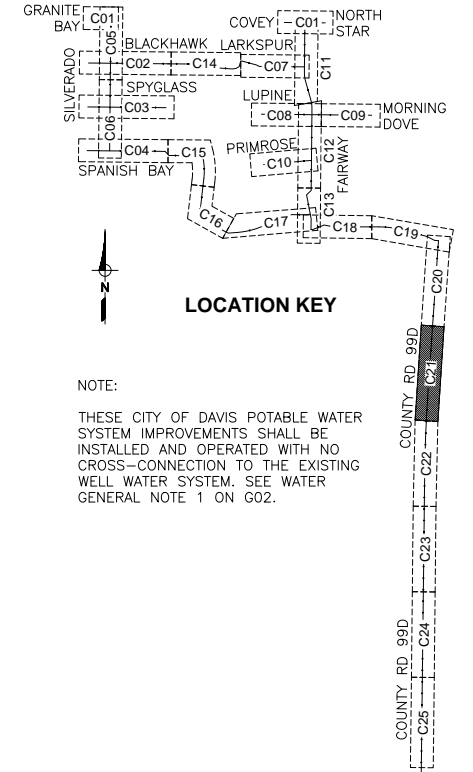 GRANITE
BAY
C01
COVEY
C01
NORTH
STAR
C05
BLACKHAWK
LARKSPUR
SILVERADO
C02
C14
C07
C11
SPYGLASS
C03
LUPINE
C08
C09
MORNING
DOVE
C06
C04
C15
PRIMROSE
C10
C12
FAIRWAY
SPANISH BAY
C16
C17
C13
C18
C19
C20
N
LOCATION KEY
COUNTY RD 99D
C21
NOTE:
THESE CITY OF DAVIS POTABLE WATER
SYSTEM IMPROVEMENTS SHALL BE
INSTALLED AND OPERATED WITH NO
CROSS-CONNECTION TO THE EXISTING
WELL WATER SYSTEM. SEE WATER
GENERAL NOTE 1 ON G02.
C22
C23
COUNTY RD 99D
C24
C25